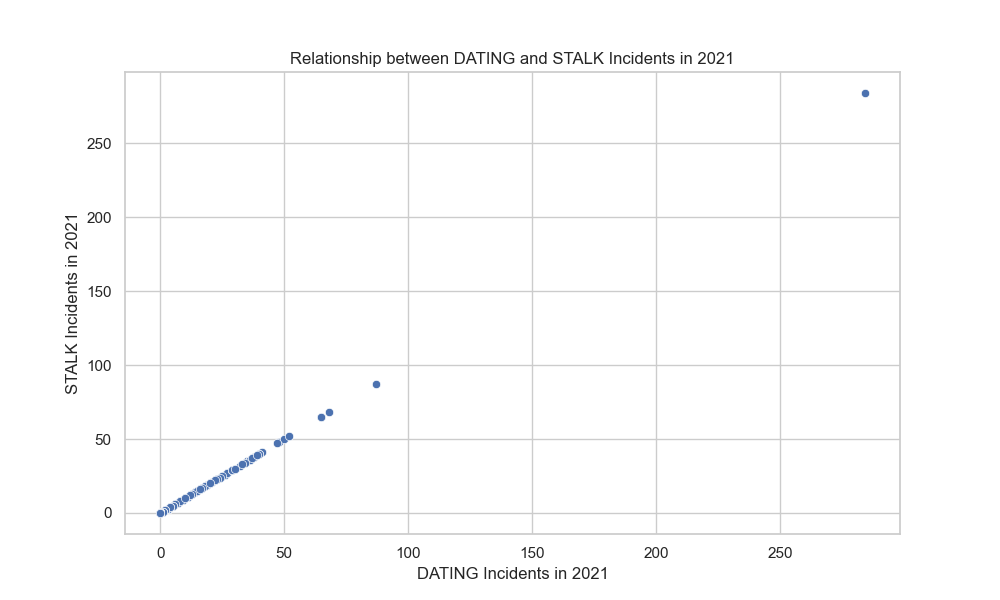 Relationship between DATING and STALK Incidents in 2021
250
200
150
100
50
0
STALK Incidents in 2021
0 50 100 150 200 250
DATING Incidents in 2021